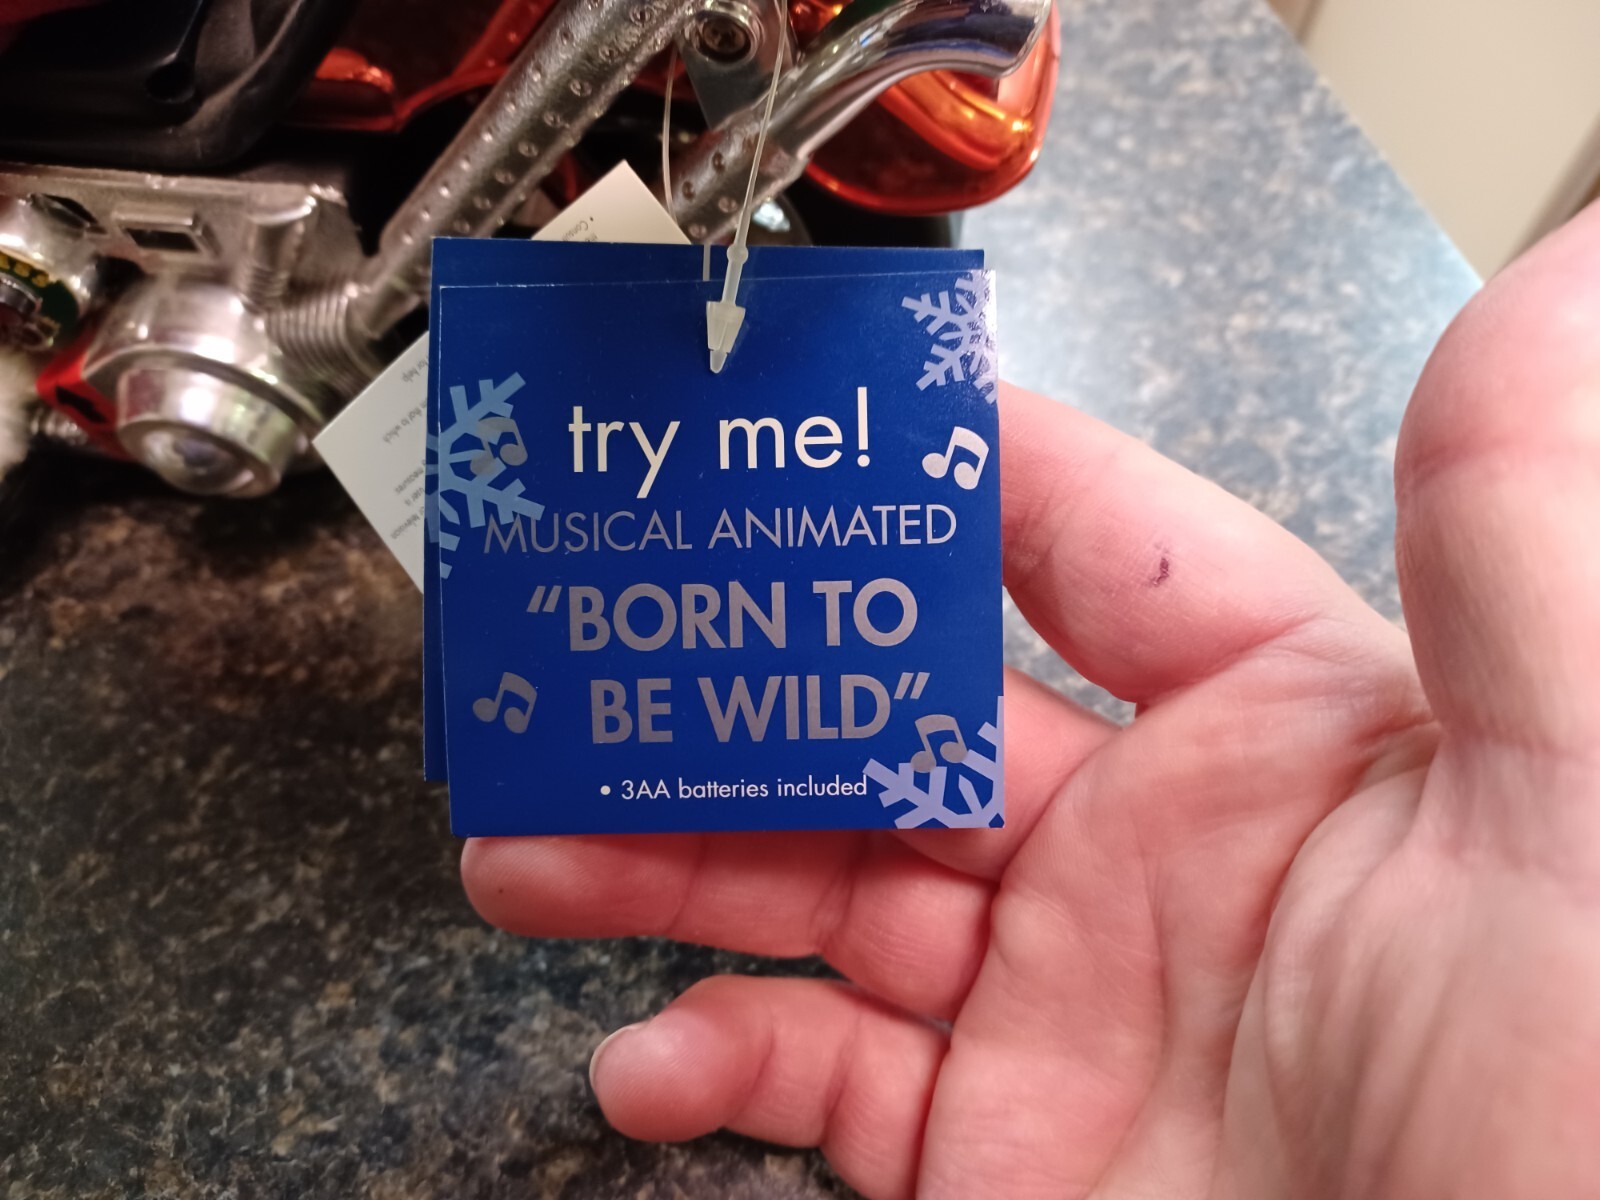 try me!
MUSICAL ANIMATED
“BORN TO
BE WILD”
• 3AA batteries included